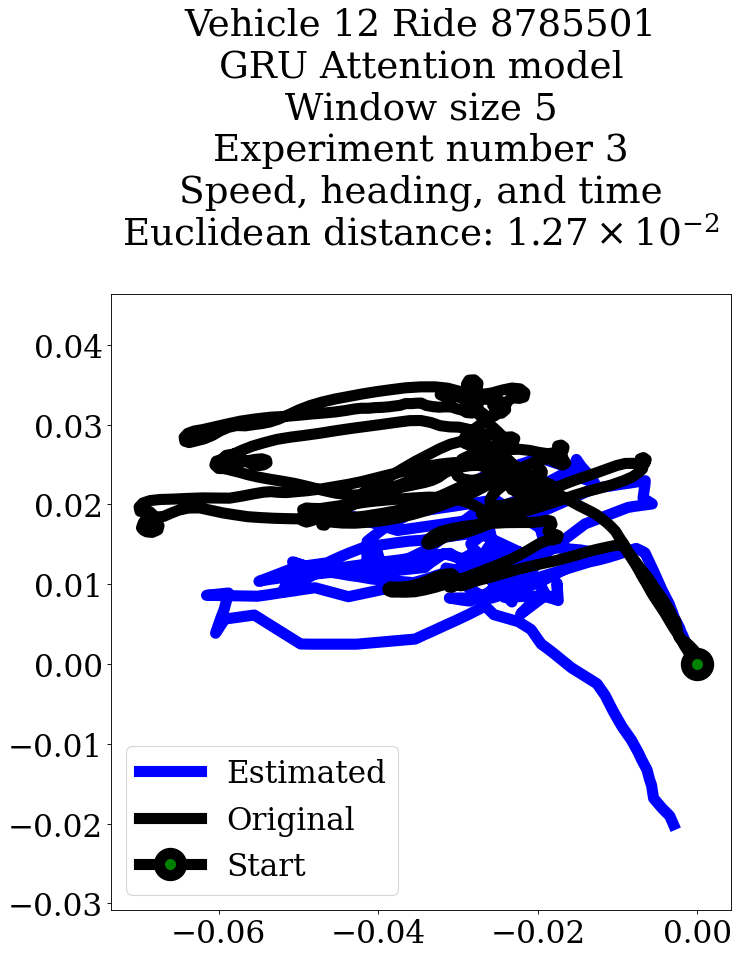 Vehicle 12 Ride 8785501
GRU Attention model
Window size 5
Experiment number 3
Speed, heading, and time
Euclidean distance: 1.27 × 10⁻²
0.04
0.03
0.02
0.01
0.00
−0.01
−0.02
−0.03
Estimated
Original
Start
−0.06
−0.04
−0.02
0.00